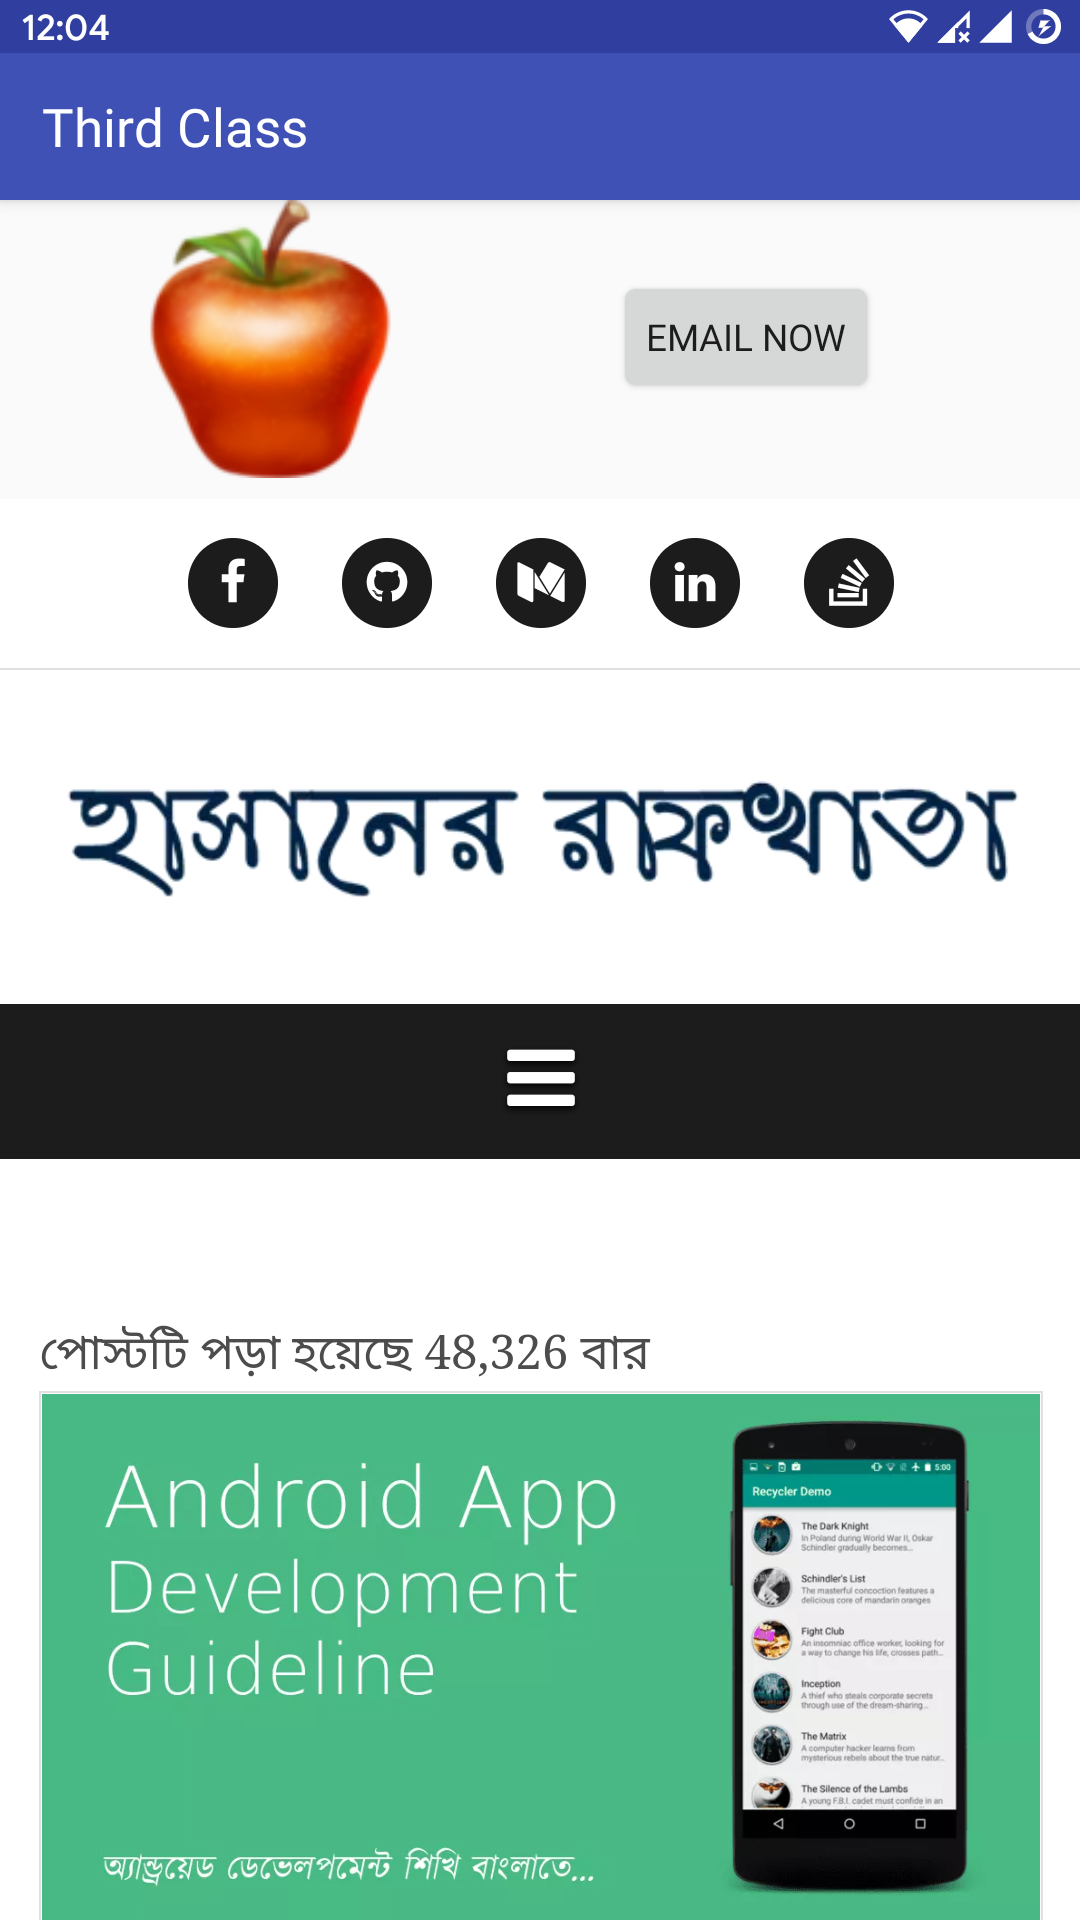 12:04
Third Class
EMAIL NOW
হাসানের রাফখাতা
পোস্টটি পড়া হয়েছে 48,326 বার
Android App
Development
Guideline
অ্যান্ড্রয়েড ডেভেলপমেন্ট শিখি বাংলাতে...
5:00
Recycler Demo
The Dark Knight
In Poland during World War II, Oskar
Schindler gradually becomes...
Schindler's List
The masterful concoction features a
delicious core of mandarin oranges
Fight Club
An insomniac office worker, looking for
a way to change his life, crosses path...
Inception
A thief who steals corporate secrets
through use of the dream-sharing...
The Matrix
A computer hacker learns from
mysterious rebels about the true natur...
The Silence of the Lambs
A young F.B.I. cadet must confide in an